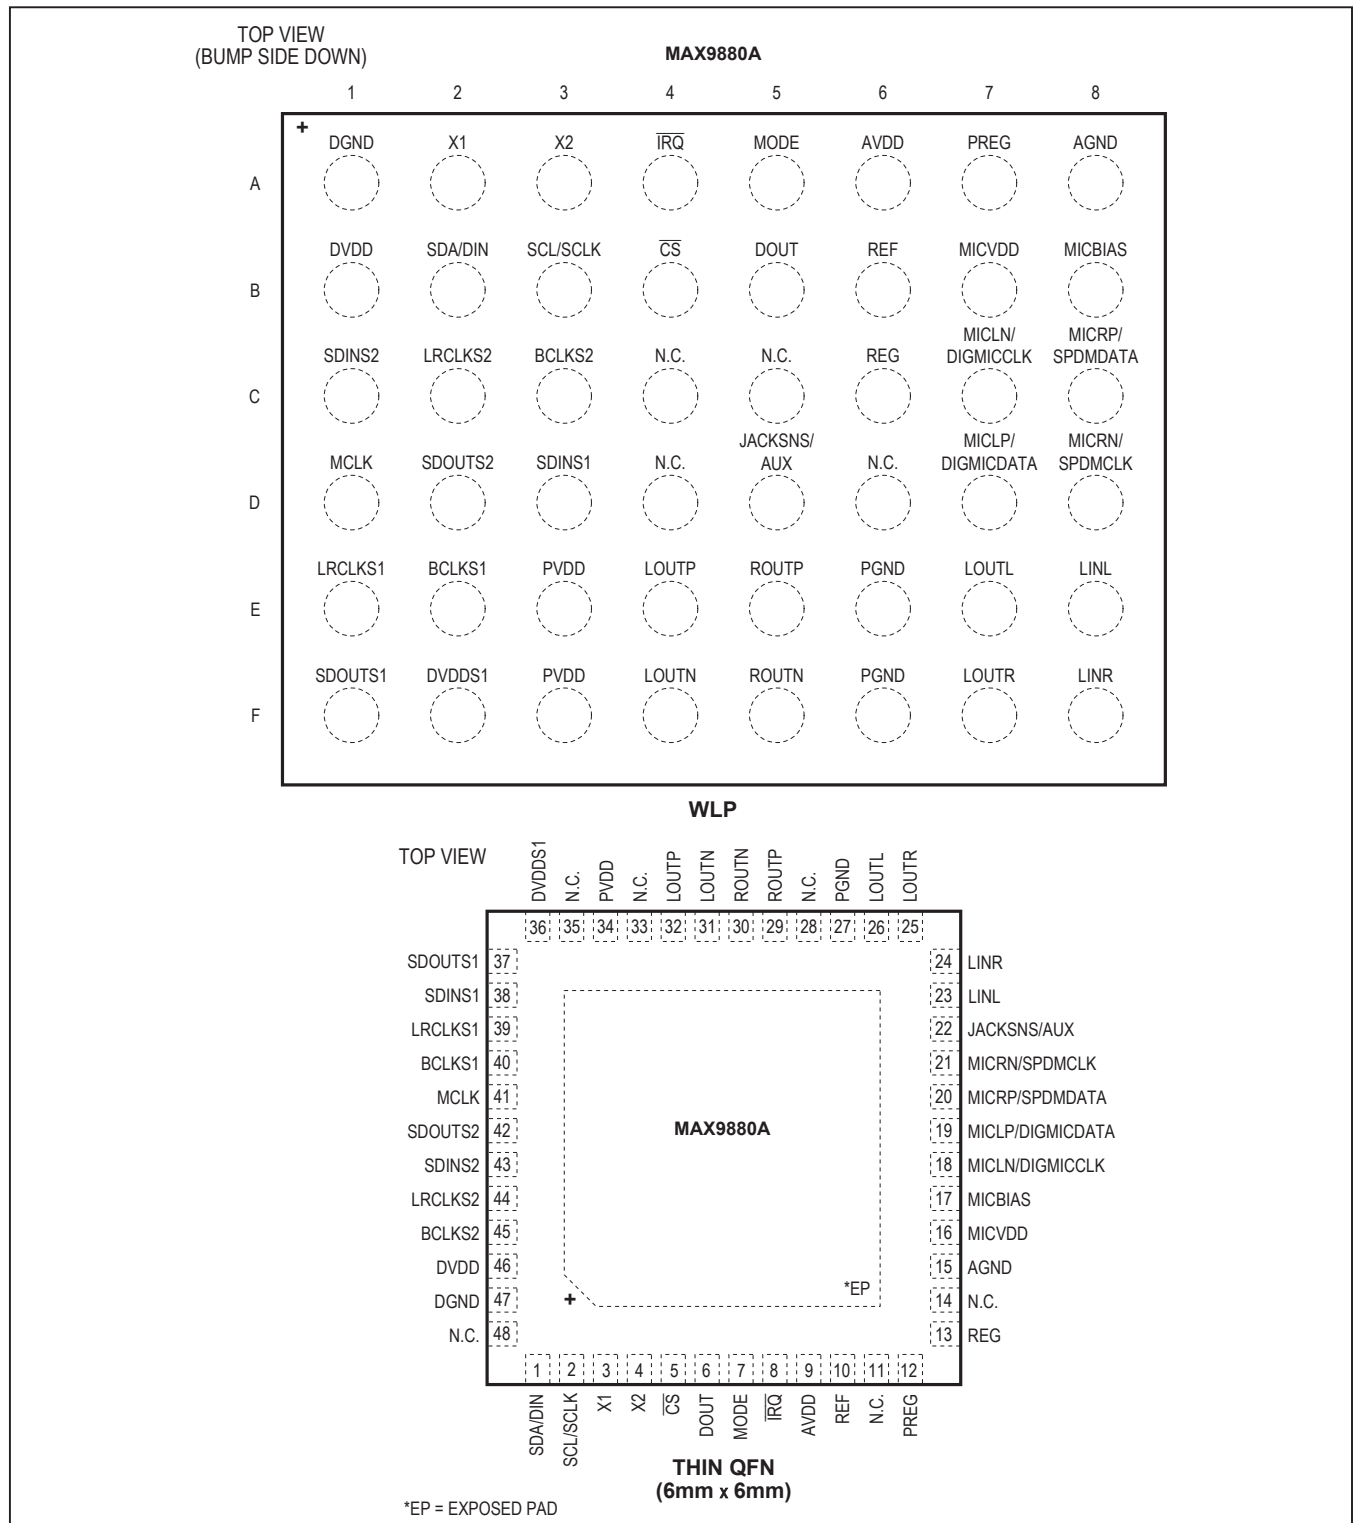 TOP VIEW
(BUMP SIDE DOWN)
MAX9880A
1 2 3 4 5 6 7 8
+
DGND X1 X2 IRQ MODE AVDD PREG AGND
A
DVDD SDA/DIN SCL/SCLK CS DOUT REF MICVDD MICBIAS
B
SDINS2 LRCLKS2 BCLKS2 N.C. N.C. REG MICLN/DIGMICCLK MICRP/SPDMDATA
C
MCLK SDOUTS2 SDINS1 N.C. JACKSNS/AUX N.C. MICLP/DIGMICDATA MICRN/SPDMCLK
D
LRCLKS1 BCLKS1 PVDD LOUTP ROUTP PGND LOUTL LINL
E
SDOUTS1 DVDDS1 PVDD LOUTN ROUTN PGND LOUTR LINR
F
WLP
TOP VIEW
DVDDS1 N.C. PVDD N.C. LOUTP LOUTN ROUTN ROUTP N.C. PGND LOUTL LOUTR
36 35 34 33 32 31 30 29 28 27 26 25
SDOUTS1 37
SDINS1 38
LRCLKS1 39
BCLKS1 40
MCLK 41
SDOUTS2 42
SDINS2 43
LRCLKS2 44
BCLKS2 45
DVDD 46
DGND 47
N.C. 48
MAX9880A
*EP
+
24 LINR
23 LINL
22 JACKSNS/AUX
21 MICRN/SPDMCLK
20 MICRP/SPDMDATA
19 MICLP/DIGMICDATA
18 MICLN/DIGMICCLK
17 MICBIAS
16 MICVDD
15 AGND
14 N.C.
13 REG
1 2 3 4 5 6 7 8 9 10 11 12
SDA/DIN SCL/SCLK X1 X2 CS DOUT MODE IRQ AVDD REF N.C. PREG
THIN QFN
(6mm x 6mm)
*EP = EXPOSED PAD